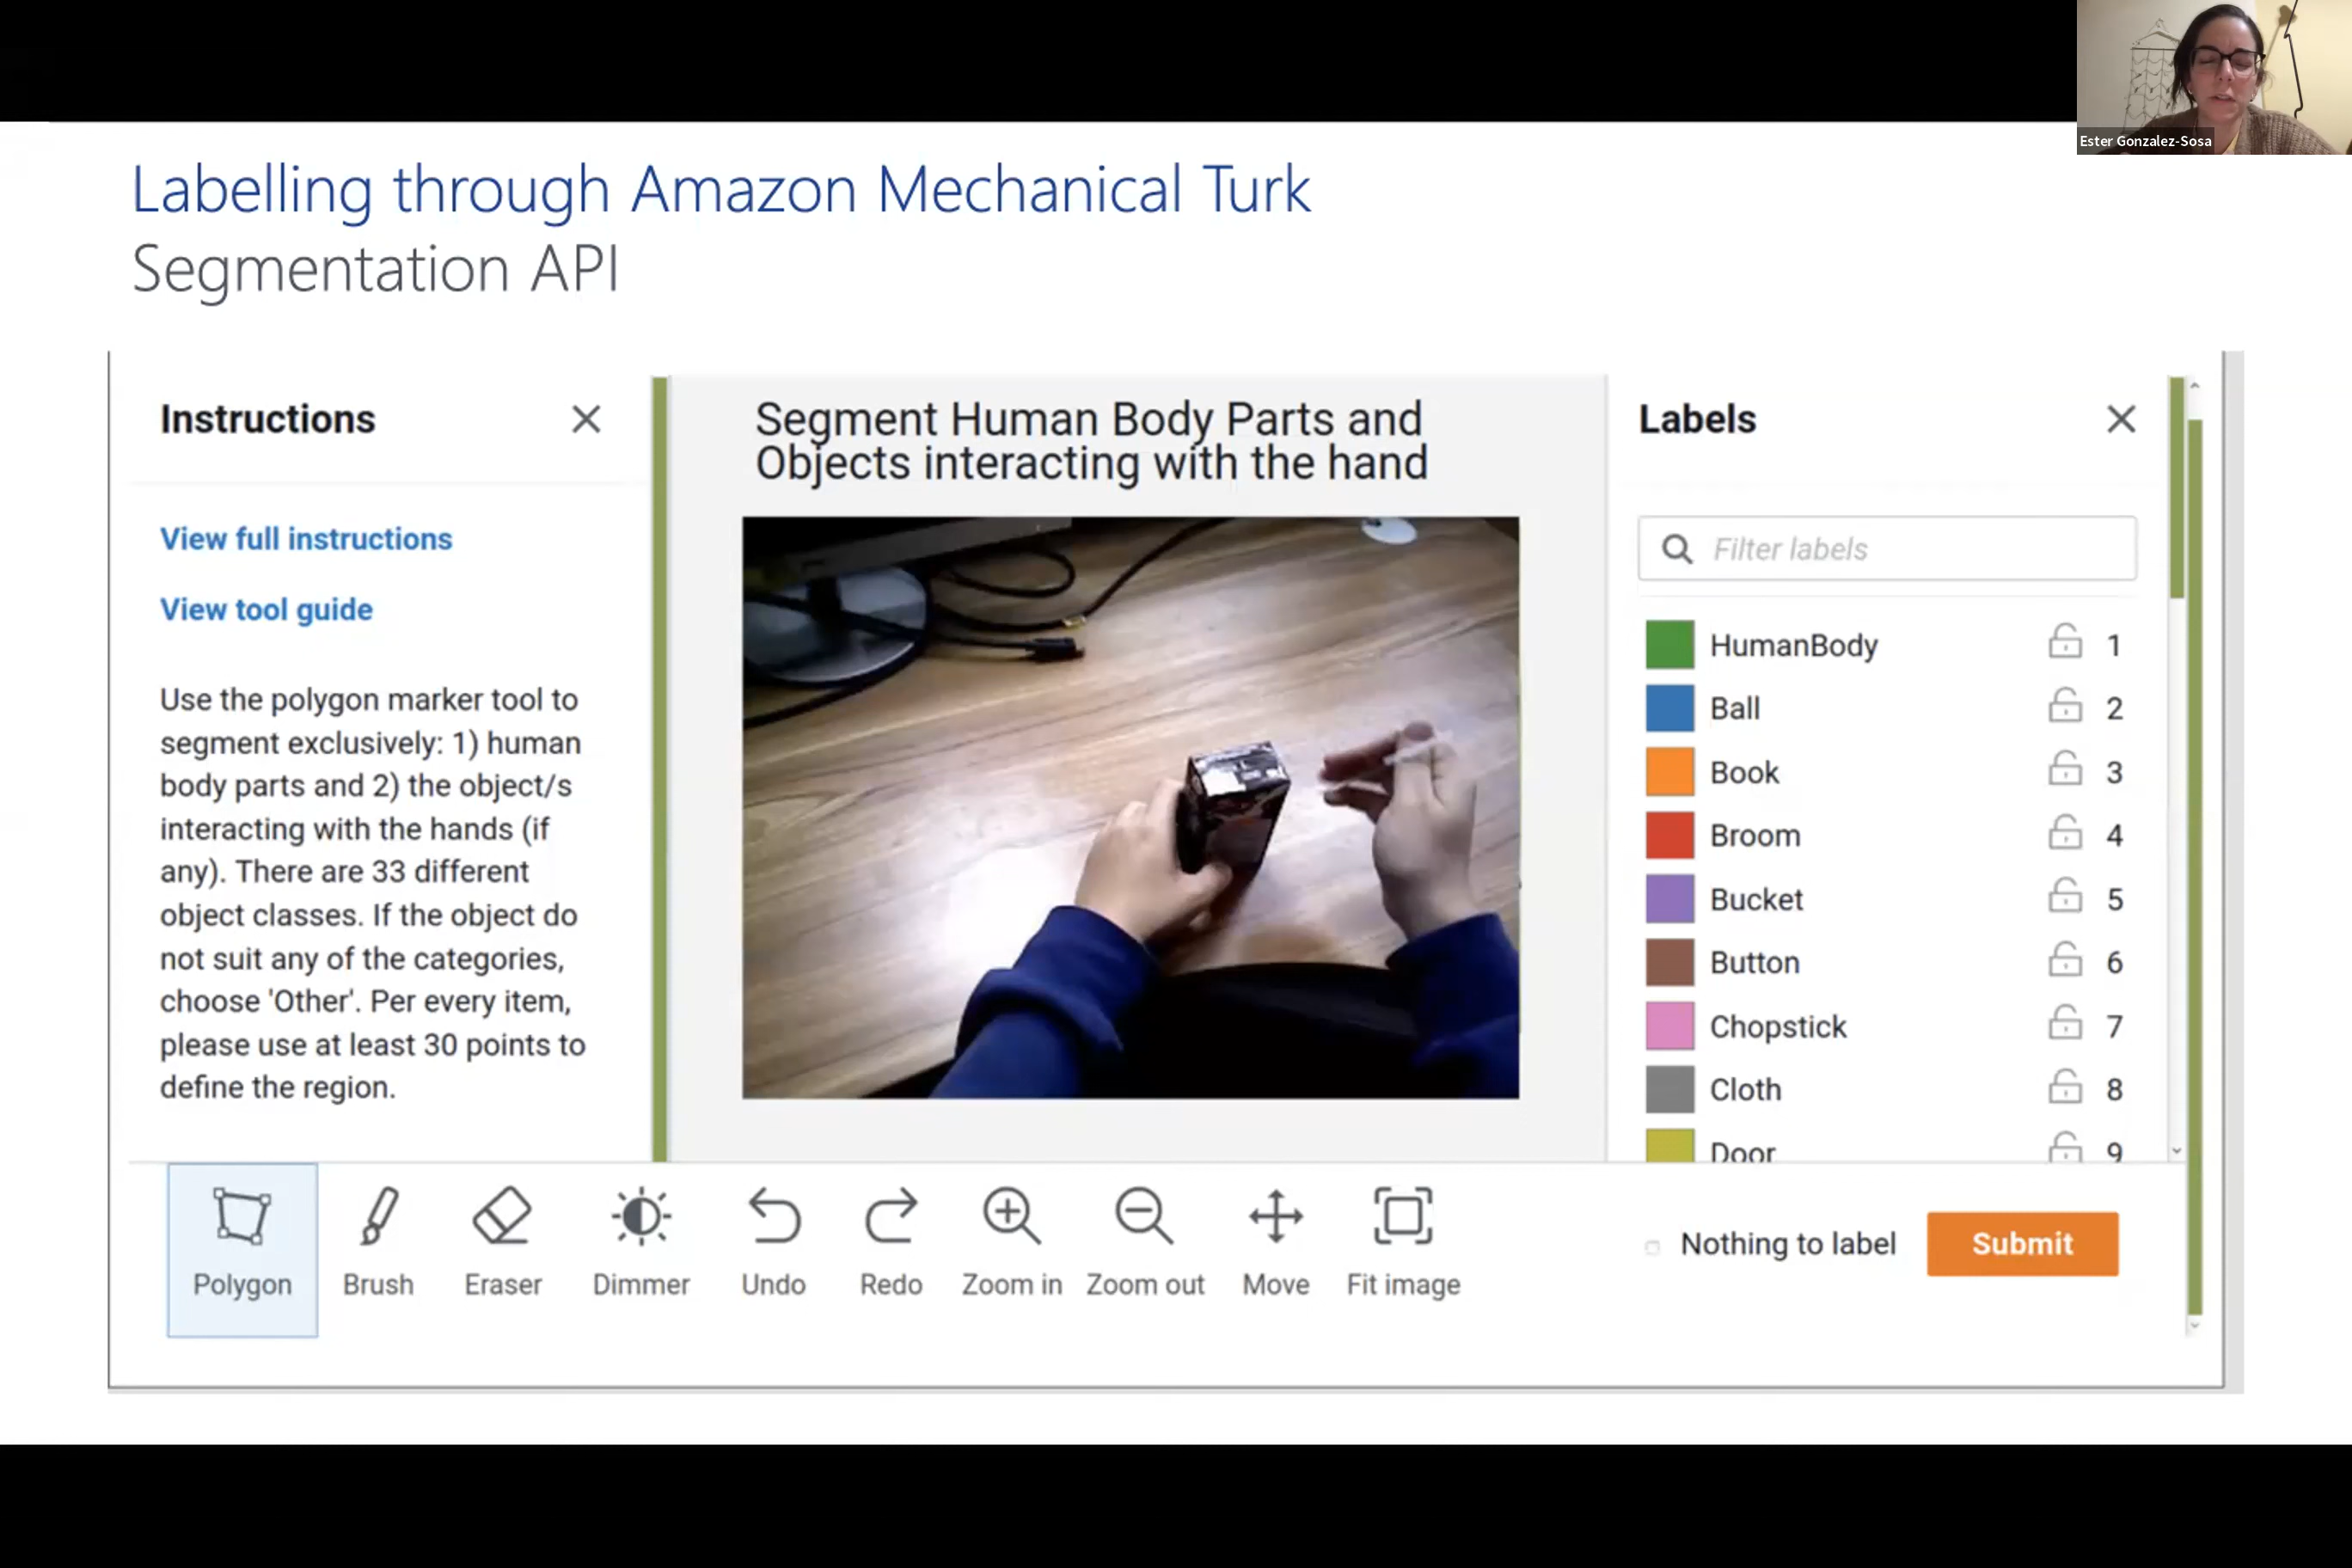 Ester Gonzalez-Sosa
Labelling through Amazon Mechanical Turk
Segmentation API
Instructions
View full instructions
View tool guide
Use the polygon marker tool to
segment exclusively: 1) human
body parts and 2) the object/s
interacting with the hands (if
any). There are 33 different
object classes. If the object do
not suit any of the categories,
choose 'Other'. Per every item,
please use at least 30 points to
define the region.
Segment Human Body Parts and
Objects interacting with the hand
Labels
Filter labels
HumanBody 1
Ball 2
Book 3
Broom 4
Bucket 5
Button 6
Chopstick 7
Cloth 8
Door 9
Polygon
Brush
Eraser
Dimmer
Undo
Redo
Zoom in
Zoom out
Move
Fit image
Nothing to label
Submit